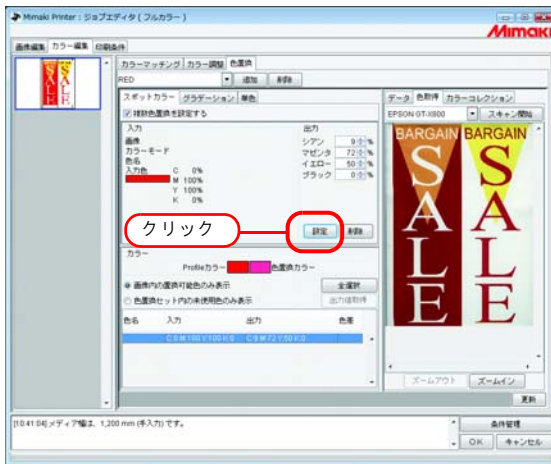 Mimaki Printer : ジョブエディタ ( フルカラー )
Mimaki
画像編集 カラー編集 印刷条件
カラーマッチング カラー調整 色置換
RED 追加 削除
スポットカラー グラデーション 単色
データ 色取得 カラーコレクション
複数色置換を設定する
EPSON GT-X800 スキャン開始
入力 出力
画像
カラーモード
色名
入力色 C 0%
M 100%
Y 100%
K 0%
シアン 9 %
マゼンタ 72 %
イエロー 50 %
ブラック 0 %
クリック
設定 削除
カラー
Profileカラー 色置換カラー
画像内の置換可能色のみ表示 全選択
色置換セット内の未使用色のみ表示 出力値取得
色名 入力 出力 色差
C:0 M:100 Y:100 K:0 C:9 M:72 Y:50 K:0
BARGAIN BARGAIN
SALE SALE
SALE SALE
ズームアウト ズームイン
更新
[10:41:04] メディア幅は、1,200 mm (手入力) です。
条件管理
OK キャンセル